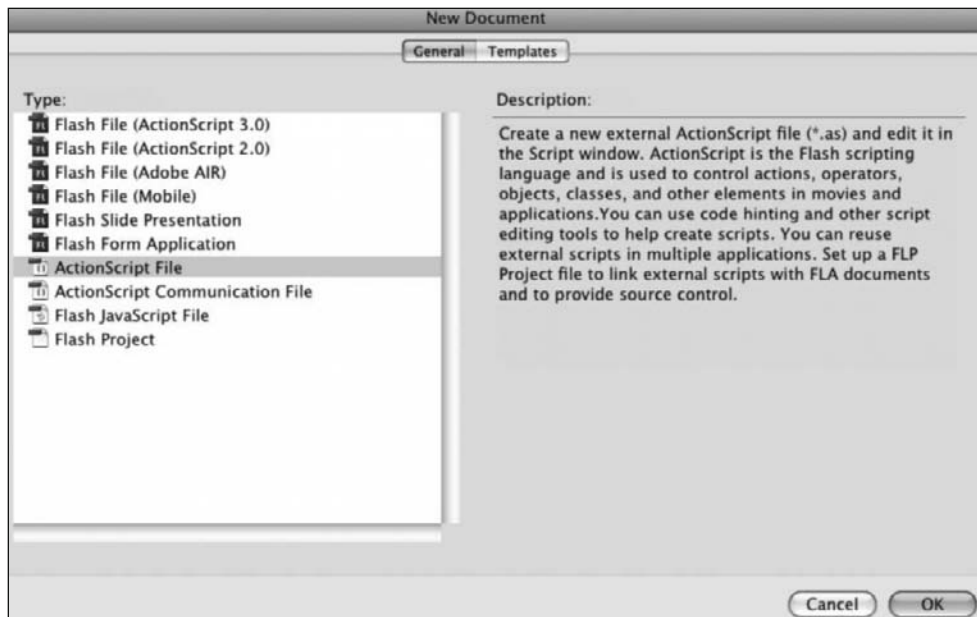 New Document
General Templates
Type:
Flash File (ActionScript 3.0)
Flash File (ActionScript 2.0)
Flash File (Adobe AIR)
Flash File (Mobile)
Flash Slide Presentation
Flash Form Application
ActionScript File
ActionScript Communication File
Flash JavaScript File
Flash Project
Description:
Create a new external ActionScript file (*.as) and edit it in
the Script window. ActionScript is the Flash scripting
language and is used to control actions, operators,
objects, classes, and other elements in movies and
applications.You can use code hinting and other script
editing tools to help create scripts. You can reuse
external scripts in multiple applications. Set up a FLP
Project file to link external scripts with FLA documents
and to provide source control.
Cancel OK